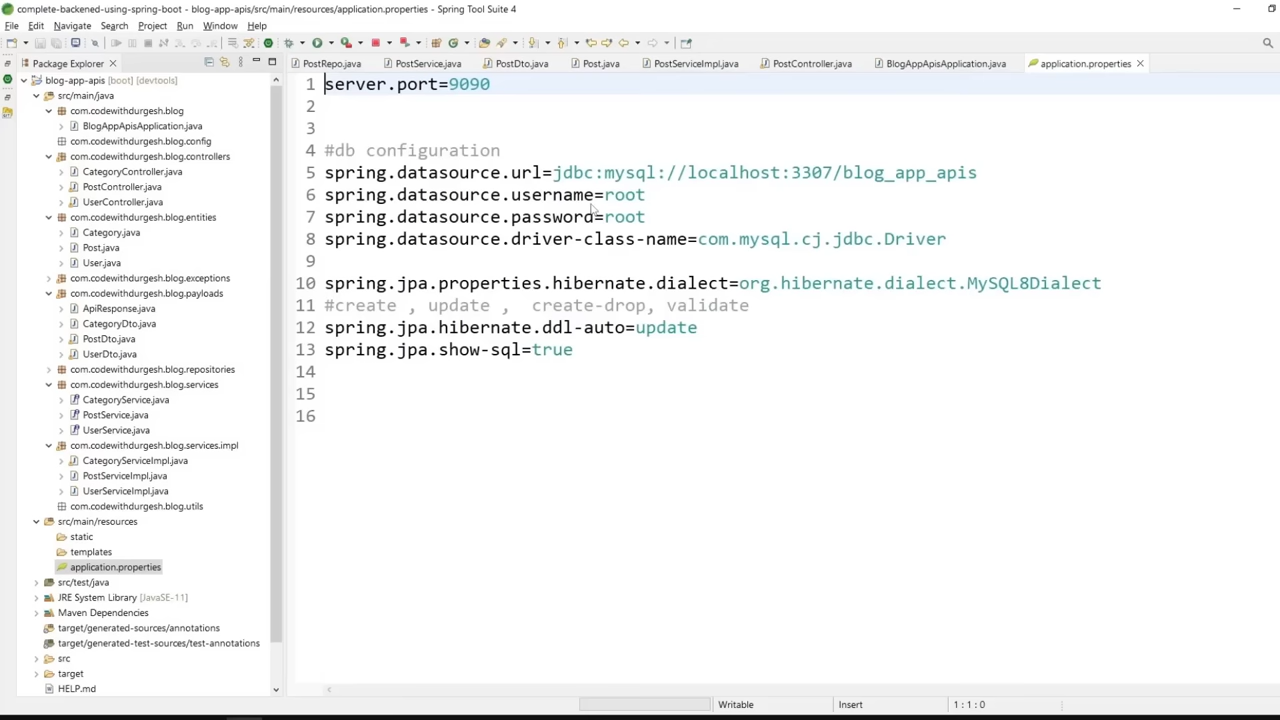 complete-backened-using-spring-boot - blog-app-apis/src/main/resources/application.properties - Spring Tool Suite 4
File Edit Navigate Search Project Run Window Help
Package Explorer
PostRepo.java PostService.java PostDto.java Post.java PostServiceImpl.java PostController.java BlogAppApisApplication.java application.properties
blog-app-apis [boot] [devtools]
src/main/java
com.codewithdurgesh.blog
BlogAppApisApplication.java
com.codewithdurgesh.blog.config
com.codewithdurgesh.blog.controllers
CategoryController.java
PostController.java
UserController.java
com.codewithdurgesh.blog.entities
Category.java
Post.java
User.java
com.codewithdurgesh.blog.exceptions
com.codewithdurgesh.blog.payloads
ApiResponse.java
CategoryDto.java
PostDto.java
UserDto.java
com.codewithdurgesh.blog.repositories
com.codewithdurgesh.blog.services
CategoryService.java
PostService.java
UserService.java
com.codewithdurgesh.blog.services.impl
CategoryServiceImpl.java
PostServiceImpl.java
UserServiceImpl.java
com.codewithdurgesh.blog.utils
src/main/resources
static
templates
application.properties
src/test/java
JRE System Library [JavaSE-11]
Maven Dependencies
target/generated-sources/annotations
target/generated-test-sources/test-annotations
src
target
HELP.md
1 server.port=9090
2
3
4 #db configuration
5 spring.datasource.url=jdbc:mysql://localhost:3307/blog_app_apis
6 spring.datasource.username=root
7 spring.datasource.password=root
8 spring.datasource.driver-class-name=com.mysql.cj.jdbc.Driver
9
10 spring.jpa.properties.hibernate.dialect=org.hibernate.dialect.MySQL8Dialect
11 #create , update , create-drop, validate
12 spring.jpa.hibernate.ddl-auto=update
13 spring.jpa.show-sql=true
14
15
16
Writable Insert 1 : 1 : 0